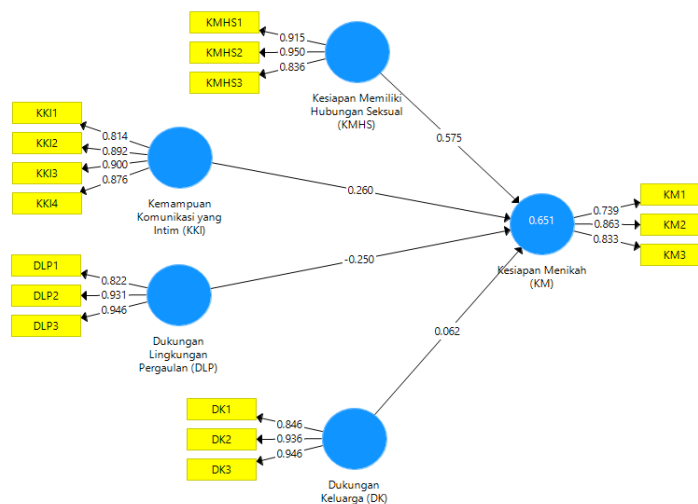 KMHS1
0.915
KMHS2
0.950
KMHS3
0.836
Kesiapan Memiliki
Hubungan Seksual
(KMHS)
0.575
KKI1
0.814
KKI2
0.892
KKI3
0.900
KKI4
0.876
Kemampuan
Komunikasi yang
Intim (KKI)
0.260
0.651
Kesiapan Menikah
(KM)
0.739
KM1
0.863
KM2
0.833
KM3
DLP1
0.822
DLP2
0.931
DLP3
0.946
Dukungan
Lingkungan
Pergaulan (DLP)
-0.250
0.062
DK1
0.846
DK2
0.936
DK3
0.946
Dukungan
Keluarga (DK)